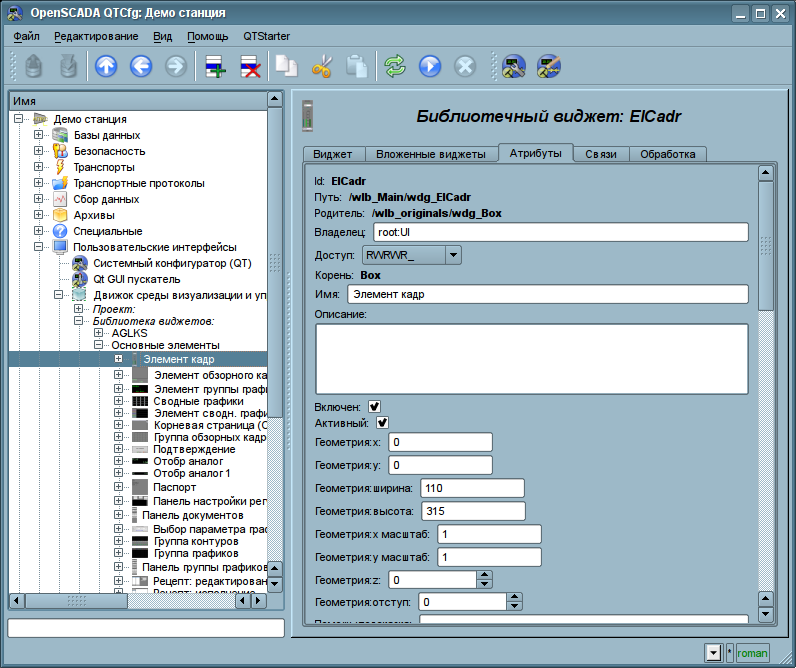 OpenSCADA QTCfg: Демо станция
Файл Редактирование Вид Помощь QTStarter
Имя
Демо станция
Базы данных
Безопасность
Транспорты
Транспортные протоколы
Сбор данных
Архивы
Специальные
Пользовательские интерфейсы
Системный конфигуратор (QT)
Qt GUI пускатель
Движок среды визуализации и уп
Проект:
Библиотека виджетов:
AGLKS
Основные элементы
Элемент кадр
Элемент обзорного ка
Элемент группы графи
Сводные графики
Элемент сводн. графи
Корневая страница (С
Группа обзорных кадр
Подтверждение
Отобр аналог
Отобр аналог 1
Паспорт
Панель настройки рег
Панель документов
Выбор параметра гра
Группа контуров
Группа графиков
Панель группы графиков
Рецепт: редактирован
Рецепт: исполнение
Библиотечный виджет: ElCadr
Виджет Вложенные виджеты Атрибуты Связи Обработка
Id: ElCadr
Путь: /wlb_Main/wdg_ElCadr
Родитель: /wlb_originals/wdg_Box
Владелец: root:UI
Доступ: RWRWR_
Корень: Box
Имя: Элемент кадр
Описание:
Включен:
Активный:
Геометрия:x: 0
Геометрия:y: 0
Геометрия:ширина: 110
Геометрия:высота: 315
Геометрия:x масштаб: 1
Геометрия:y масштаб: 1
Геометрия:z: 0
Геометрия:отступ: 0
* roman